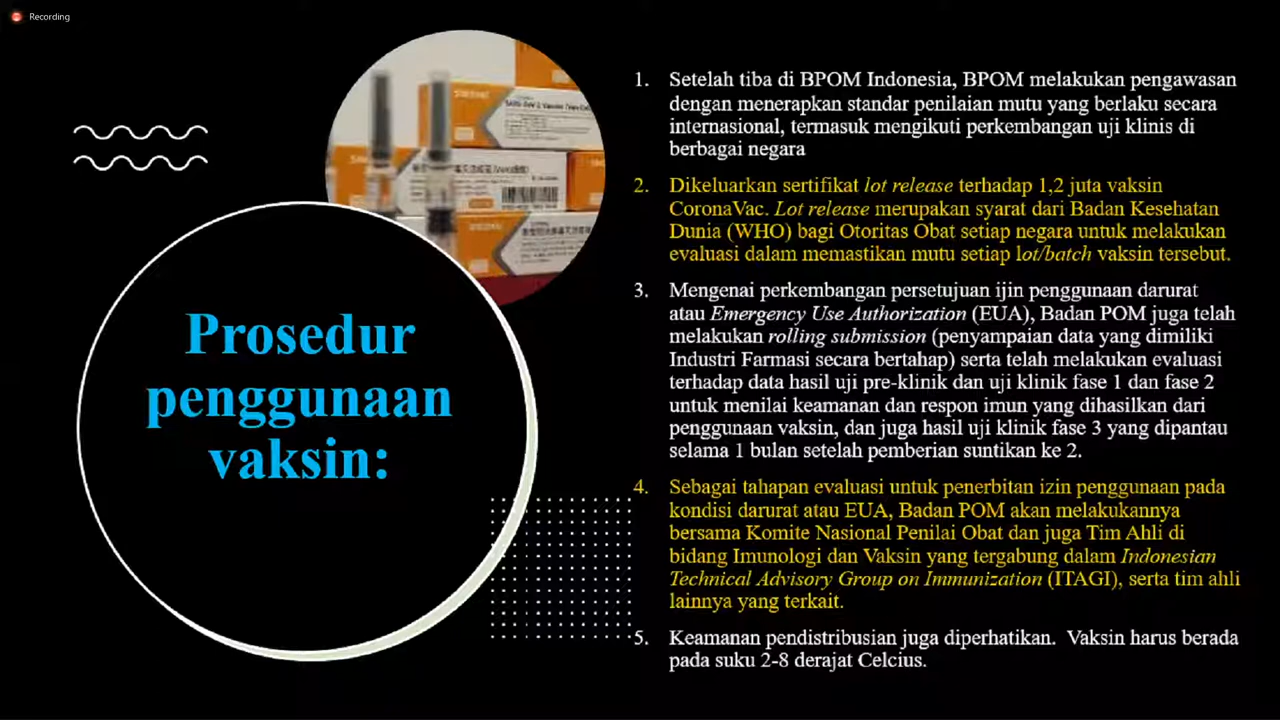 Recording
Prosedur
penggunaan
vaksin:
1. Setelah tiba di BPOM Indonesia, BPOM melakukan pengawasan
dengan menerapkan standar penilaian mutu yang berlaku secara
internasional, termasuk mengikuti perkembangan uji klinis di
berbagai negara
2. Dikeluarkan sertifikat lot release terhadap 1,2 juta vaksin
CoronaVac. Lot release merupakan syarat dari Badan Kesehatan
Dunia (WHO) bagi Otoritas Obat setiap negara untuk melakukan
evaluasi dalam memastikan mutu setiap lot/batch vaksin tersebut.
3. Mengenai perkembangan persetujuan ijin penggunaan darurat
atau Emergency Use Authorization (EUA), Badan POM juga telah
melakukan rolling submission (penyampaian data yang dimiliki
Industri Farmasi secara bertahap) serta telah melakukan evaluasi
terhadap data hasil uji pre-klinik dan uji klinik fase 1 dan fase 2
untuk menilai keamanan dan respon imun yang dihasilkan dari
penggunaan vaksin, dan juga hasil uji klinik fase 3 yang dipantau
selama 1 bulan setelah pemberian suntikan ke 2.
4. Sebagai tahapan evaluasi untuk penerbitan izin penggunaan pada
kondisi darurat atau EUA, Badan POM akan melakukannya
bersama Komite Nasional Penilai Obat dan juga Tim Ahli di
bidang Imunologi dan Vaksin yang tergabung dalam Indonesian
Technical Advisory Group on Immunization (ITAGI), serta tim ahli
lainnya yang terkait.
5. Keamanan pendistribusian juga diperhatikan. Vaksin harus berada
pada suku 2-8 derajat Celcius.